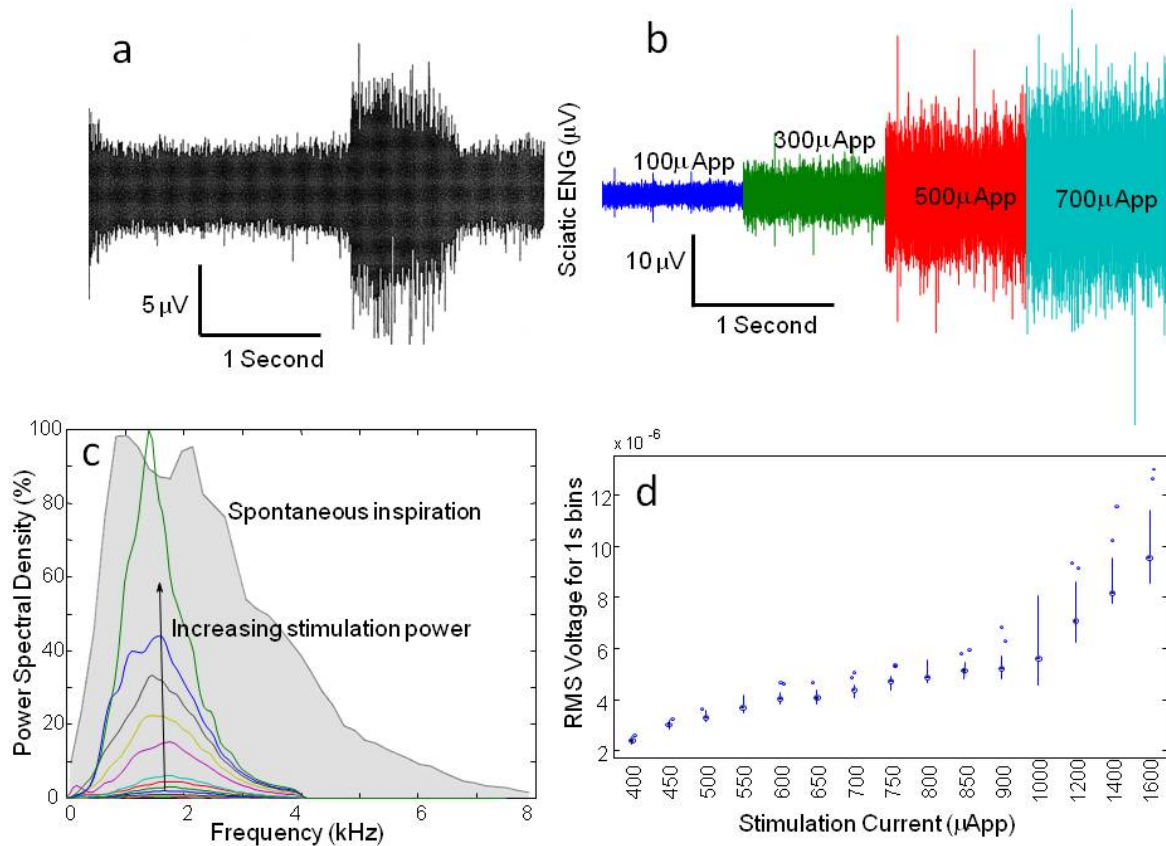 a
5 μV
1 Second
b
Sciatic ENG (μV)
100μApp
300μApp
500μApp
700μApp
10 μV
1 Second
c
Power Spectral Density (%)
100
80
60
40
20
0
Spontaneous inspiration
Increasing stimulation power
0 2 4 6 8
Frequency (kHz)
d
x 10⁻⁶
RMS Voltage for 1s bins
12
10
8
6
4
2
400 450 500 550 600 650 700 750 800 850 900 1000 1200 1400 1600
Stimulation Current (μApp)